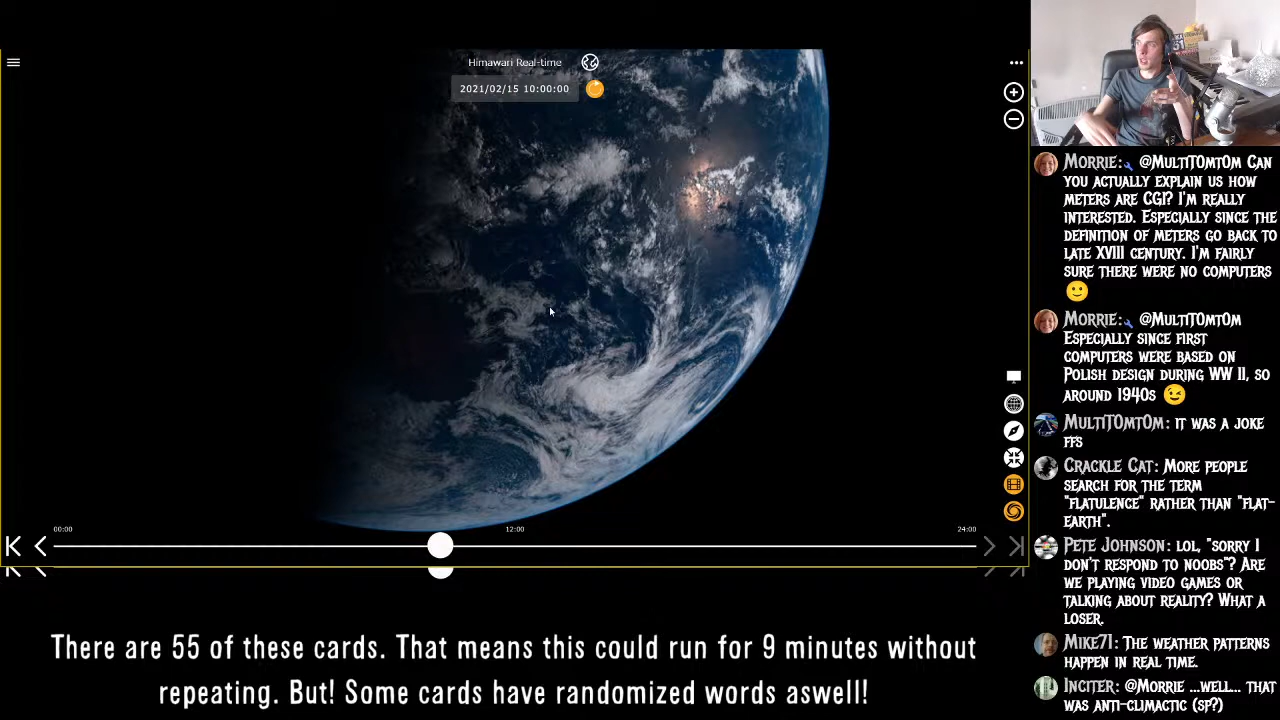 Himawari Real-time
2021/02/15 10:00:00
00:00
12:00
24:00
There are 55 of these cards. That means this could run for 9 minutes without
repeating. But! Some cards have randomized words aswell!
Morrie: @MultiT0mt0m Can
you actually explain us how
meters are CGI? I'm really
interested. Especially since the
definition of meters go back to
late XVIII century. I'm fairly
sure there were no computers
🙂
Morrie: @MultiT0mt0m
Especially since first
computers were based on
Polish design during WW II, so
around 1940s 😉
MultiT0mt0m: it was a joke
ffs
Crackle Cat: More people
search for the term
"flatulence" rather than "flat-
earth".
Pete Johnson: lol, "sorry I
don't respond to noobs"? Are
we playing video games or
talking about reality? What a
loser.
Mike71: The weather patterns
happen in real time.
Inciter: @Morrie ...well... that
was anti-climactic (sp?)